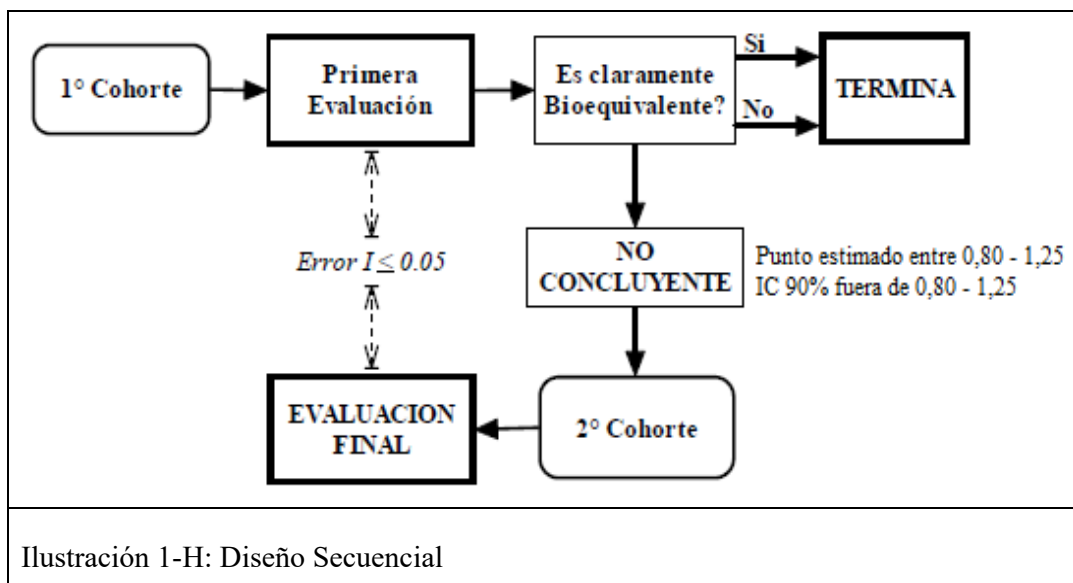 1° Cohorte
Primera
Evaluación
Es claramente
Bioequivalente?
Si
No
TERMINA
Error I ≤ 0.05
NO
CONCLUYENTE
Punto estimado entre 0,80 - 1,25
IC 90% fuera de 0,80 - 1,25
EVALUACION
FINAL
2° Cohorte
Ilustración 1-H: Diseño Secuencial